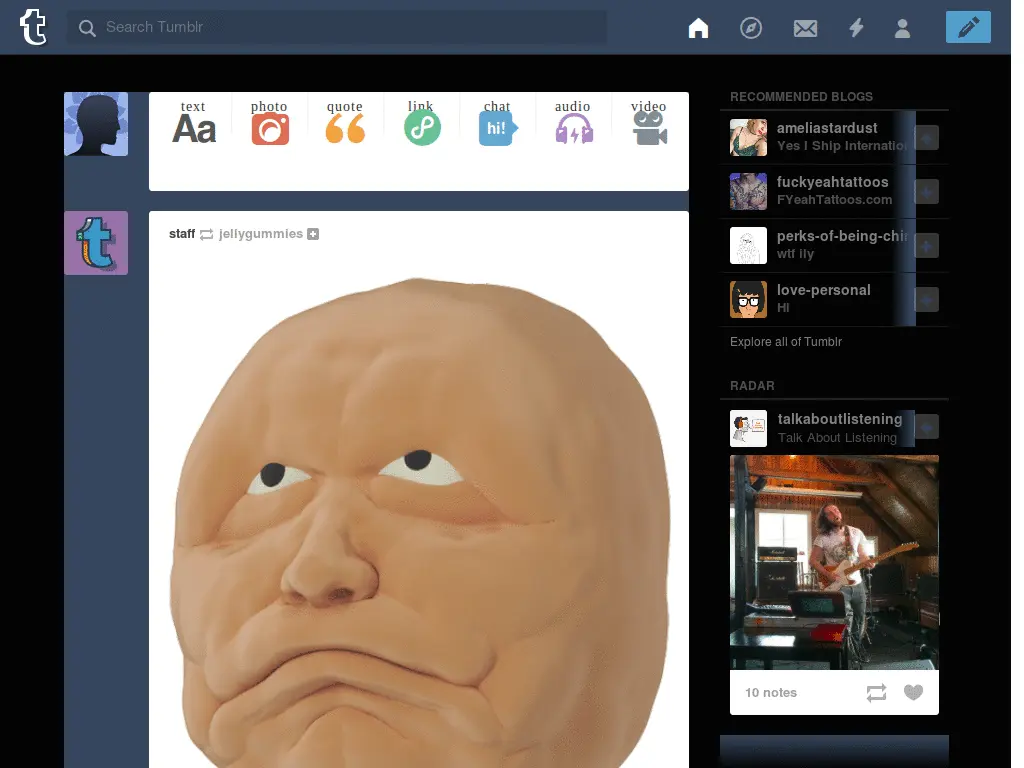 Search Tumblr
text
photo
quote
link
chat
audio
video
Aa
hi!
staff jellygummies
RECOMMENDED BLOGS
ameliastardust
Yes I Ship Internatio
fuckyeahtattoos
FYeahTattoos.com
perks-of-being-chi
wtf ily
love-personal
HI
Explore all of Tumblr
RADAR
talkaboutlistening
Talk About Listening
10 notes